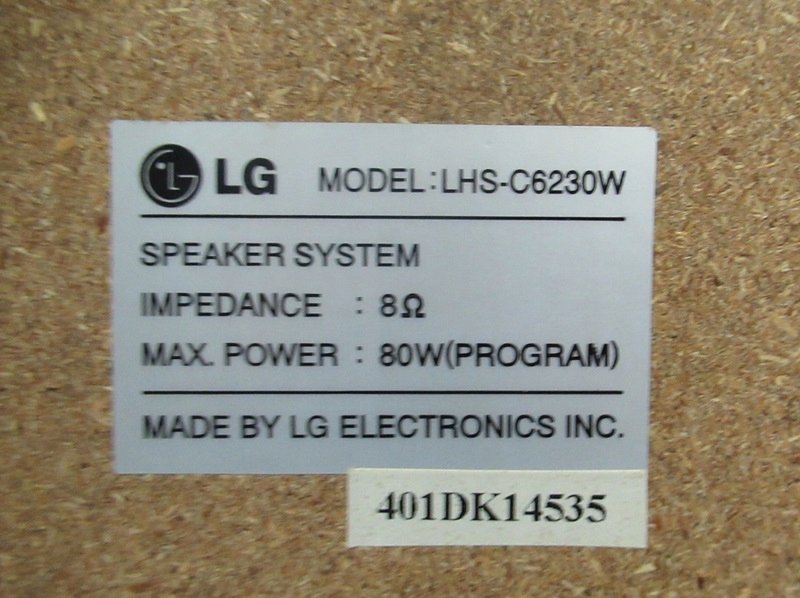 LG MODEL:LHS-C6230W
SPEAKER SYSTEM
IMPEDANCE : 8Ω
MAX. POWER : 80W(PROGRAM)
MADE BY LG ELECTRONICS INC.
401DK14535